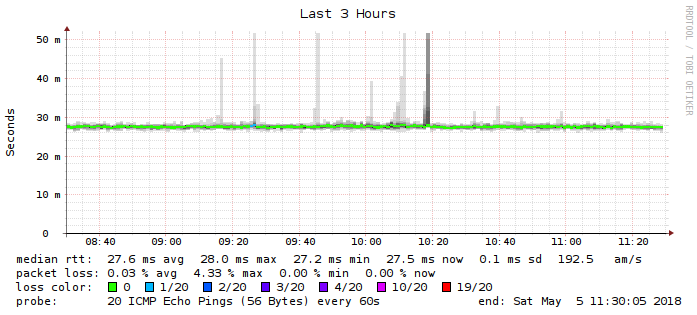 Last 3 Hours
RRDTOOL / TOBI OETIKER
Seconds
50 m
40 m
30 m
20 m
10 m
0
08:40 09:00 09:20 09:40 10:00 10:20 10:40 11:00 11:20
median rtt: 27.6 ms avg 28.0 ms max 27.2 ms min 27.5 ms now 0.1 ms sd 192.5 am/s
packet loss: 0.03 % avg 4.33 % max 0.00 % min 0.00 % now
loss color: 0 1/20 2/20 3/20 4/20 10/20 19/20
probe: 20 ICMP Echo Pings (56 Bytes) every 60s end: Sat May 5 11:30:05 2018